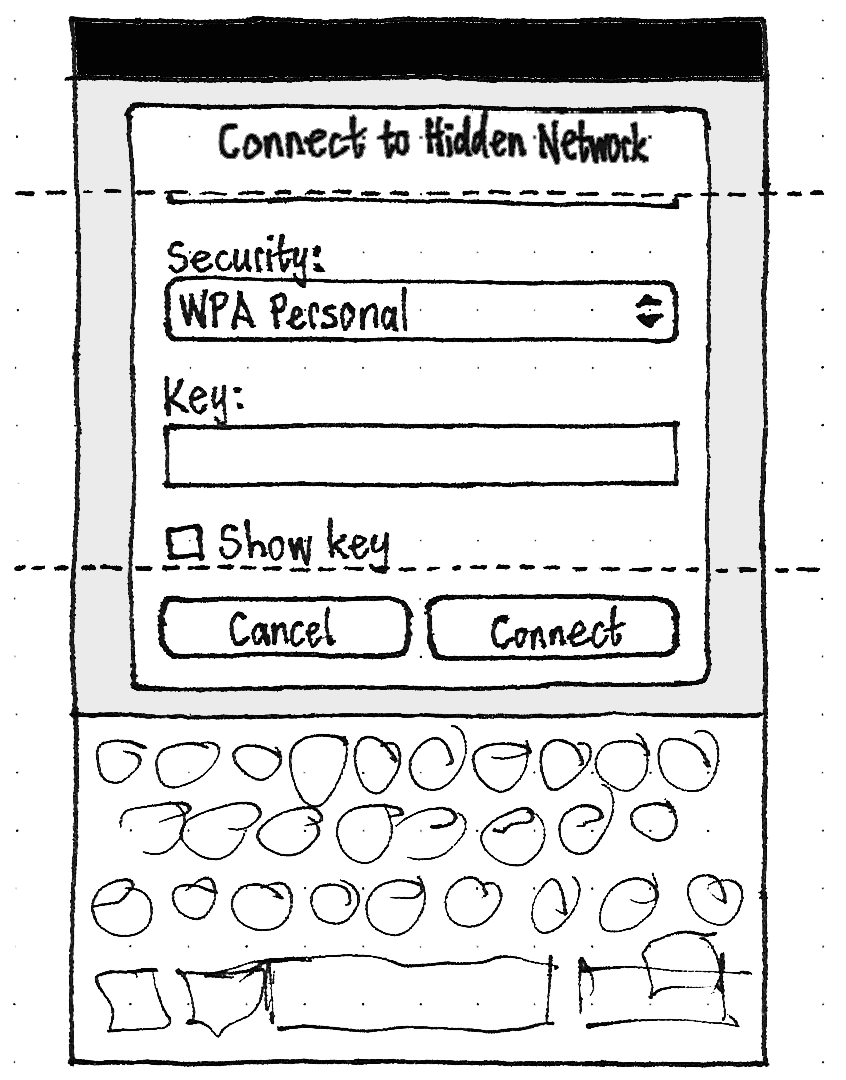 Connect to Hidden Network
Security:
WPA Personal
Key:
Show key
Cancel
Connect